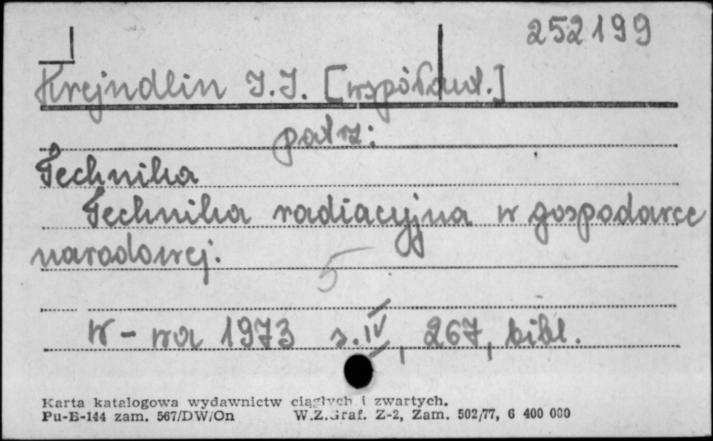 252199
Krejndlin I.I. [współaut.]
patrz:
Technika
Technika radiacyjna w gospodarce
narodowej.
5
W-wa 1973 s. IV, 267, bibl.
Karta katalogowa wydawnictw ciągłych i zwartych.
Pu-B-144 zam. 567/DW/On W.Z.Graf. Z-2, Zam. 502/77, 6 400 000